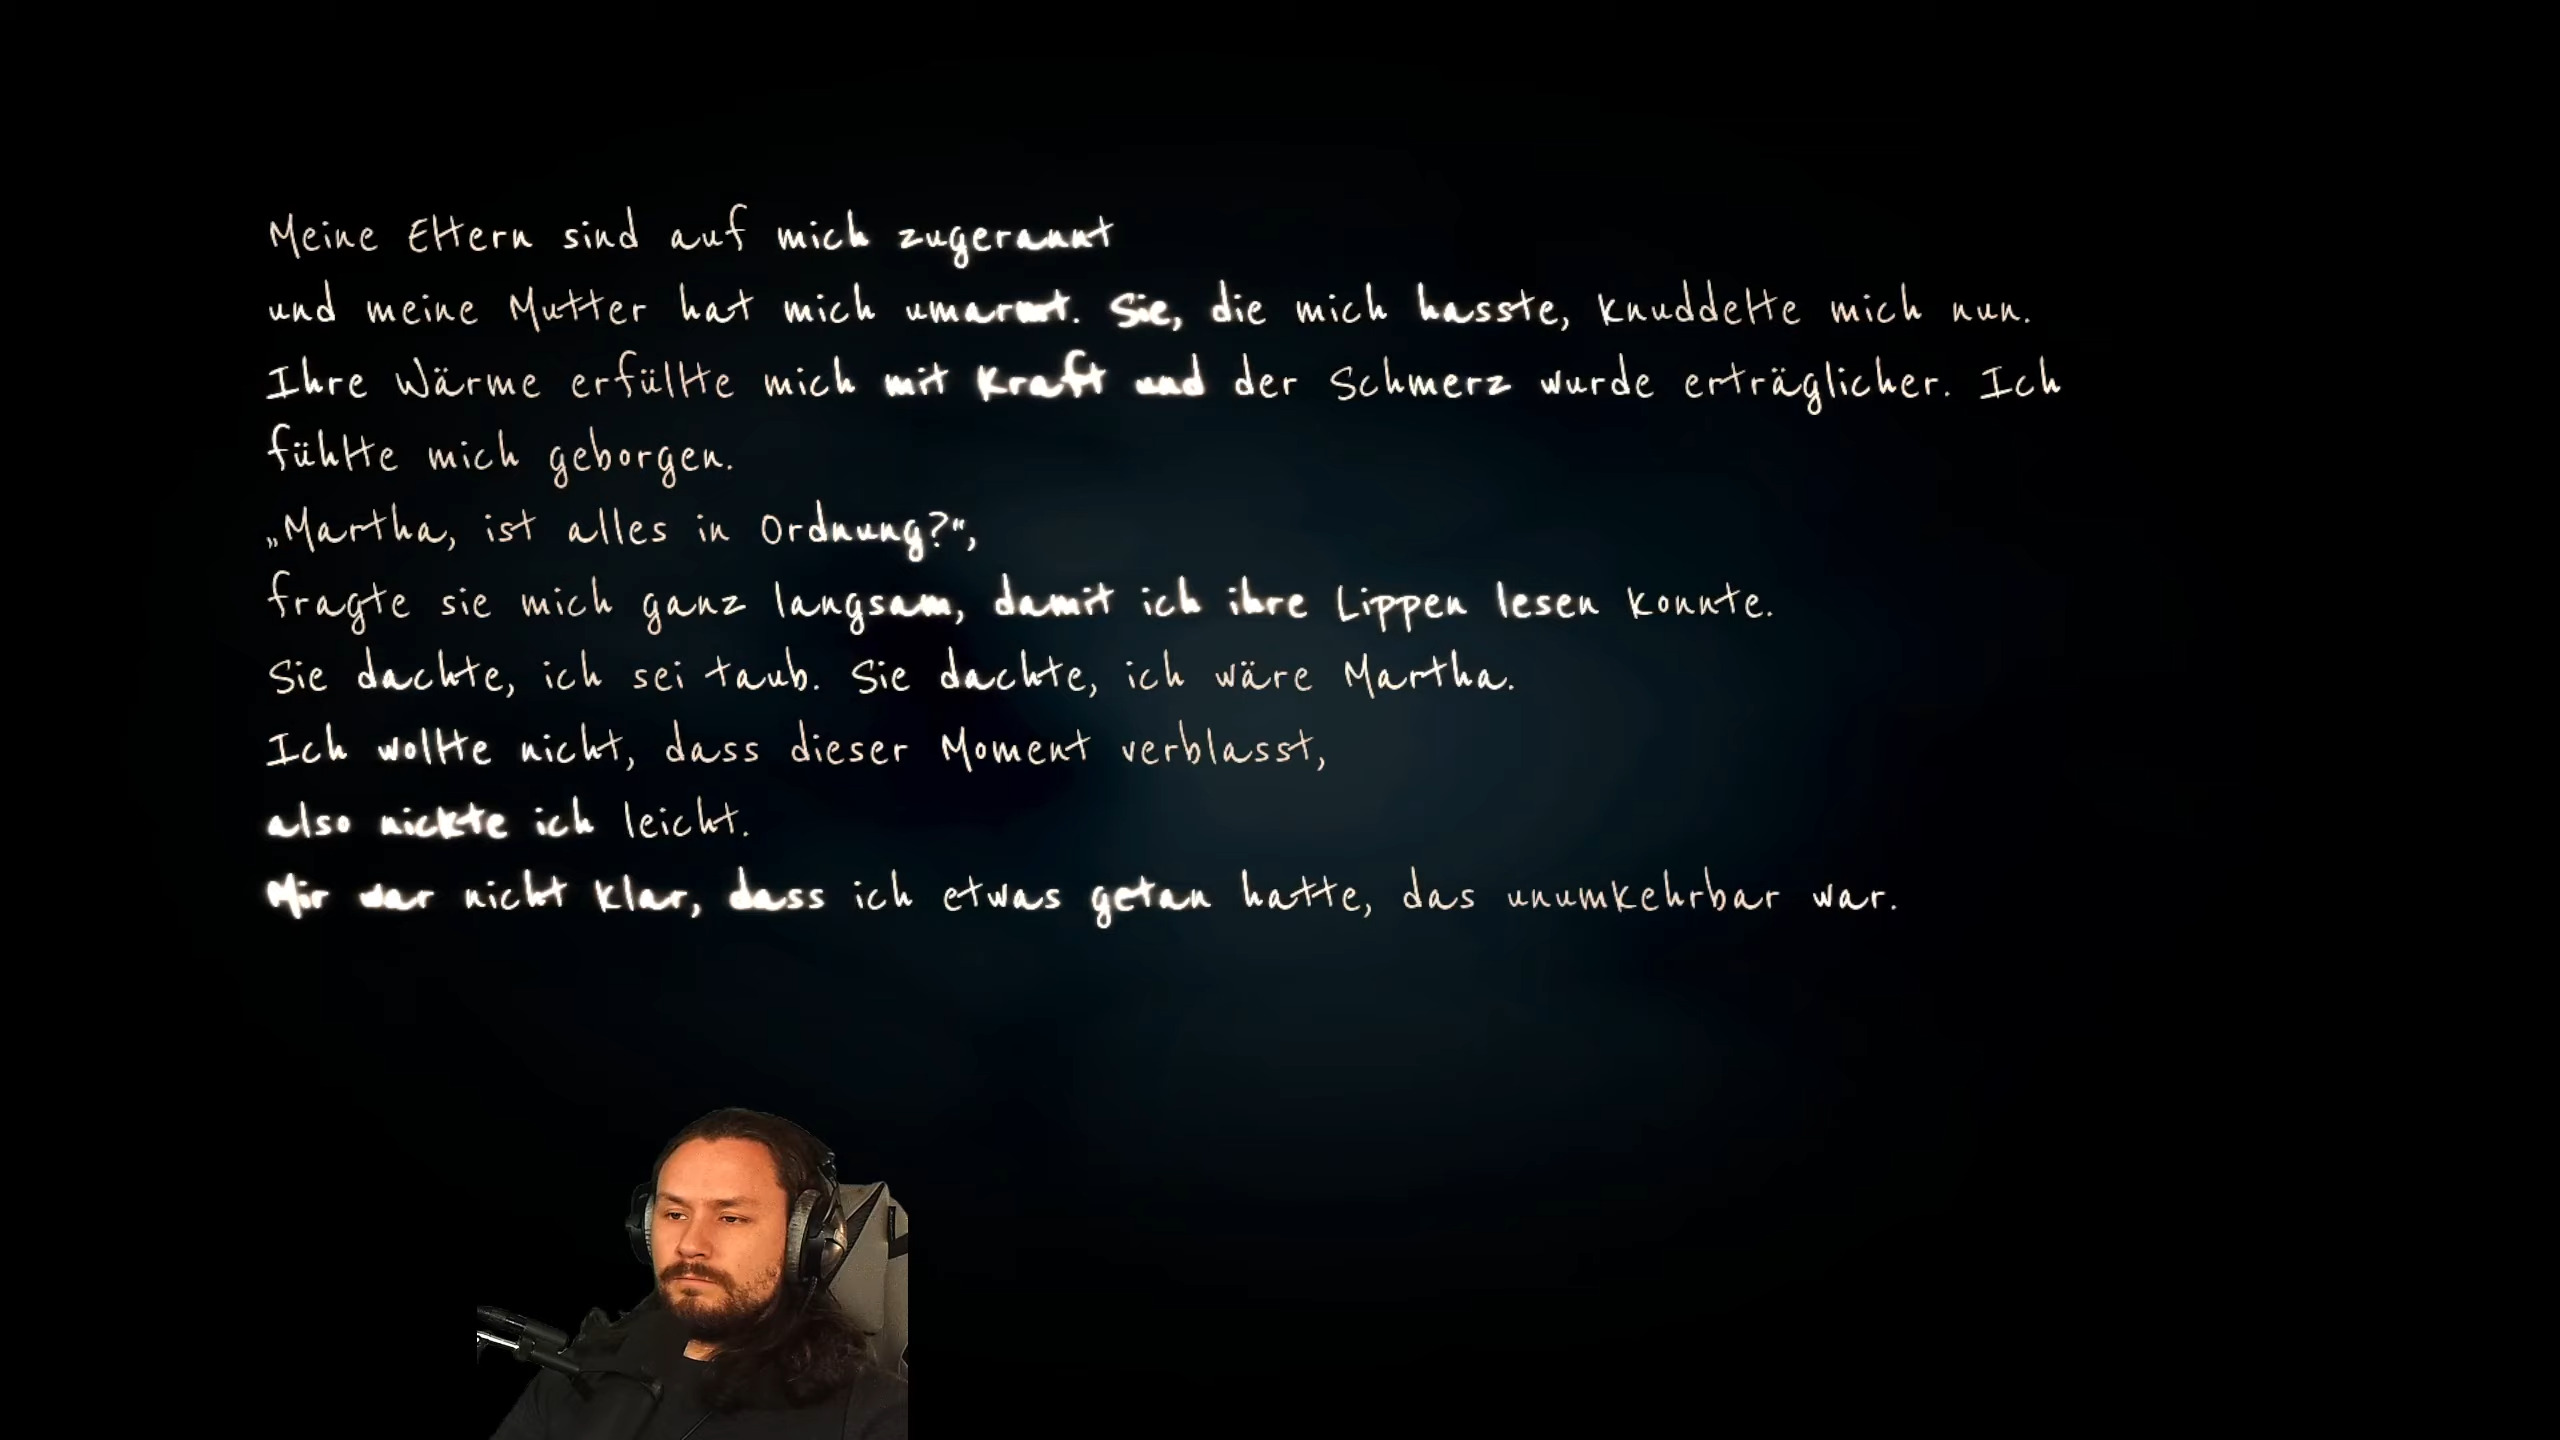 Meine Eltern sind auf mich zugerannt
und meine Mutter hat mich umarmt. Sie, die mich hasste, knuddelte mich nun.
Ihre Wärme erfüllte mich mit Kraft und der Schmerz wurde erträglicher. Ich
fühlte mich geborgen.
„Martha, ist alles in Ordnung?“,
fragte sie mich ganz langsam, damit ich ihre Lippen lesen konnte.
Sie dachte, ich sei taub. Sie dachte, ich wäre Martha.
Ich wollte nicht, dass dieser Moment verblasst,
also nickte ich leicht.
Mir war nicht klar, dass ich etwas getan hatte, das unumkehrbar war.